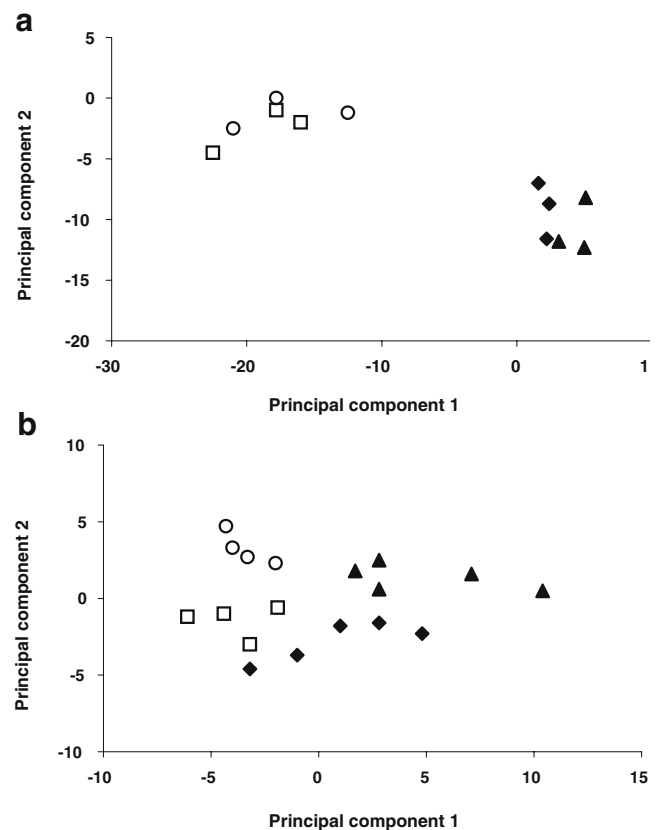 a
5
0
-5
-10
-15
-20
Principal component 2
-30 -20 -10 0 1
Principal component 1
b
10
5
0
-5
-10
Principal component 2
-10 -5 0 5 10 15
Principal component 1